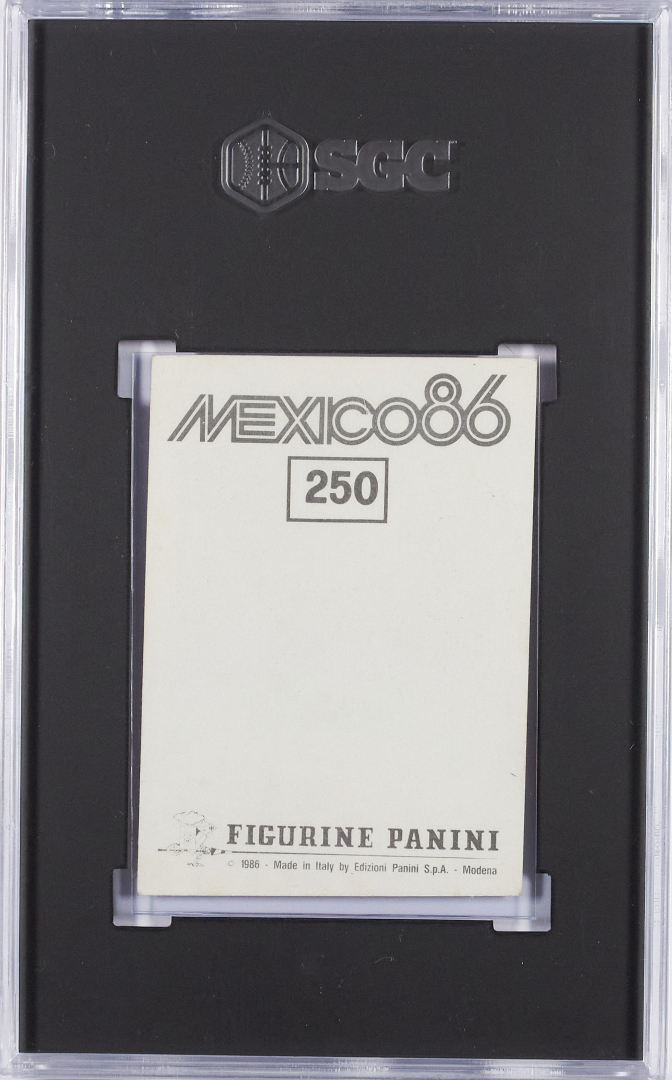 SGC
MEXICO86
250
FIGURINE PANINI
© 1986 - Made in Italy by Edizioni Panini S.p.A. - Modena